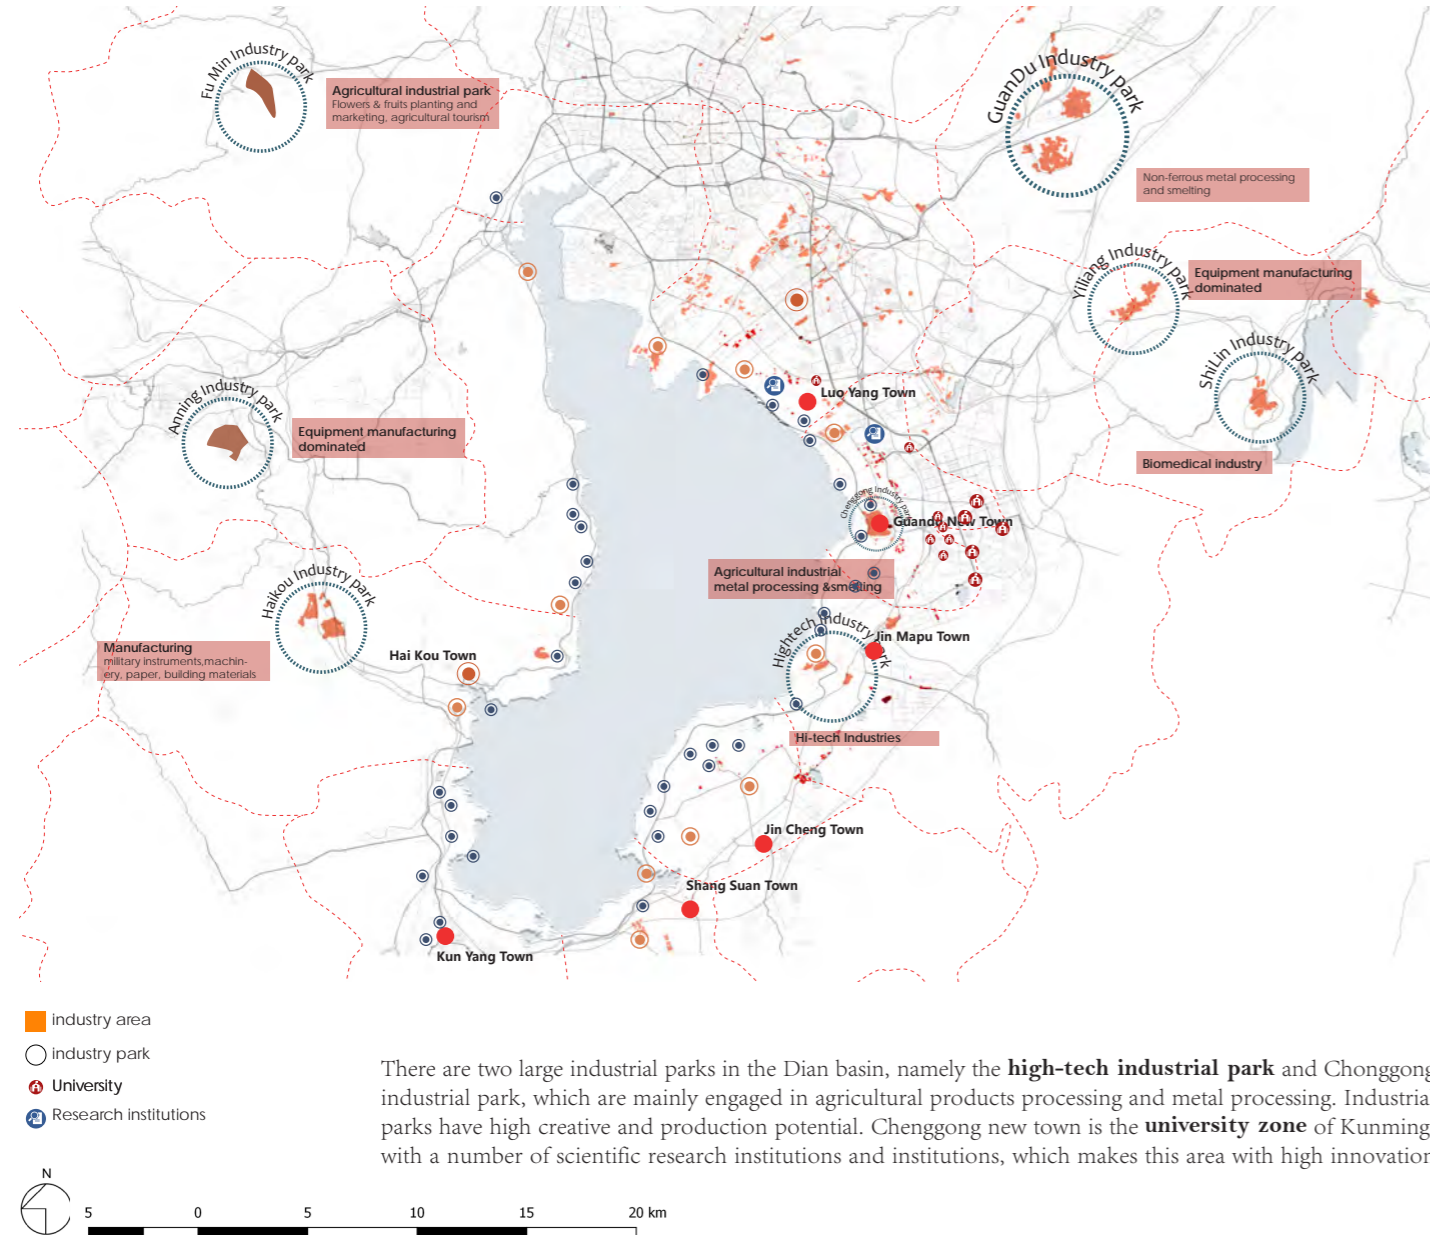 Fu Min Industry park
Agricultural industrial park
Flowers & fruits planting and
marketing, agricultural tourism
GuanDu Industry Park
Non-ferrous metal processing
and smelting
Yiliang Industry park
Equipment manufacturing
dominated
ShiLin Industry park
Biomedical industry
Anning Industry park
Equipment manufacturing
dominated
Luo Yang Town
Chenggong Industry park
Guandu New Town
Agricultural industrial
metal processing &smelting
Haikou Industry park
Manufacturing
military instruments,machin-
ery, paper, building materials
Hai Kou Town
Hightech industry park
Jin Mapu Town
Hi-tech Industries
Jin Cheng Town
Shang Suan Town
Kun Yang Town
industry area
industry park
University
Research institutions
There are two large industrial parks in the Dian basin, namely the high-tech industrial park and Chonggong
industrial park, which are mainly engaged in agricultural products processing and metal processing. Industria
parks have high creative and production potential. Chenggong new town is the university zone of Kunming
with a number of scientific research institutions and institutions, which makes this area with high innovation
N
5 0 5 10 15 20 km